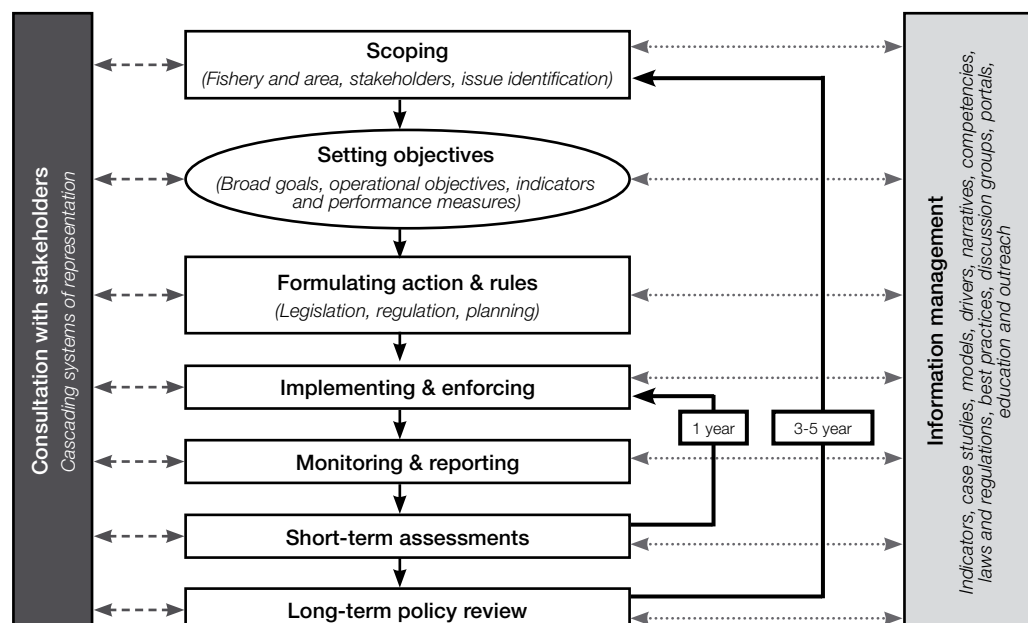 Consultation with stakeholders
Cascading systems of representation
Scoping
(Fishery and area, stakeholders, issue identification)
Setting objectives
(Broad goals, operational objectives, indicators
and performance measures)
Formulating action & rules
(Legislation, regulation, planning)
Implementing & enforcing
1 year
3-5 year
Monitoring & reporting
Short-term assessments
Long-term policy review
Information management
Indicators, case studies, models, drivers, narratives, competencies,
laws and regulations, best practices, discussion groups, portals,
education and outreach